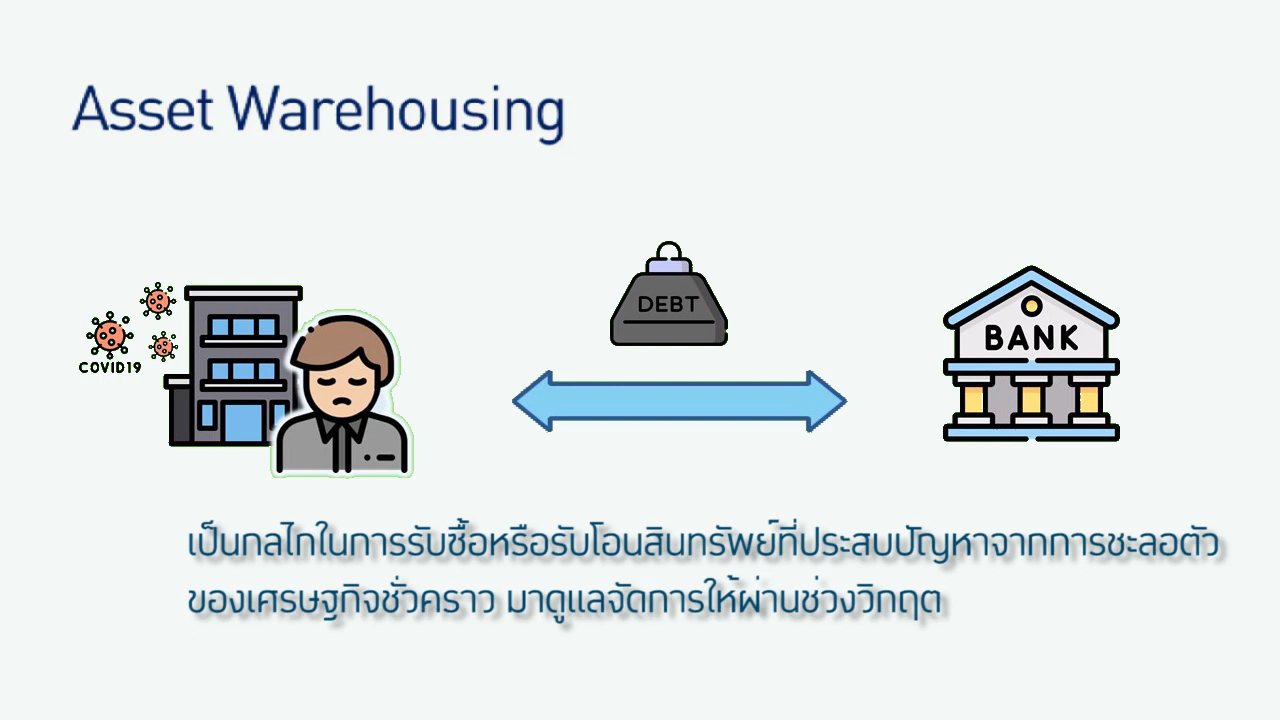 Asset Warehousing
COVID19
DEBT
BANK
เป็นกลไกในการรับซื้อหรือรับโอนสินทรัพย์ที่ประสบปัญหาจากการชะลอตัว
ของเศรษฐกิจชั่วคราว มาดูแลจัดการให้ผ่านช่วงวิกฤต